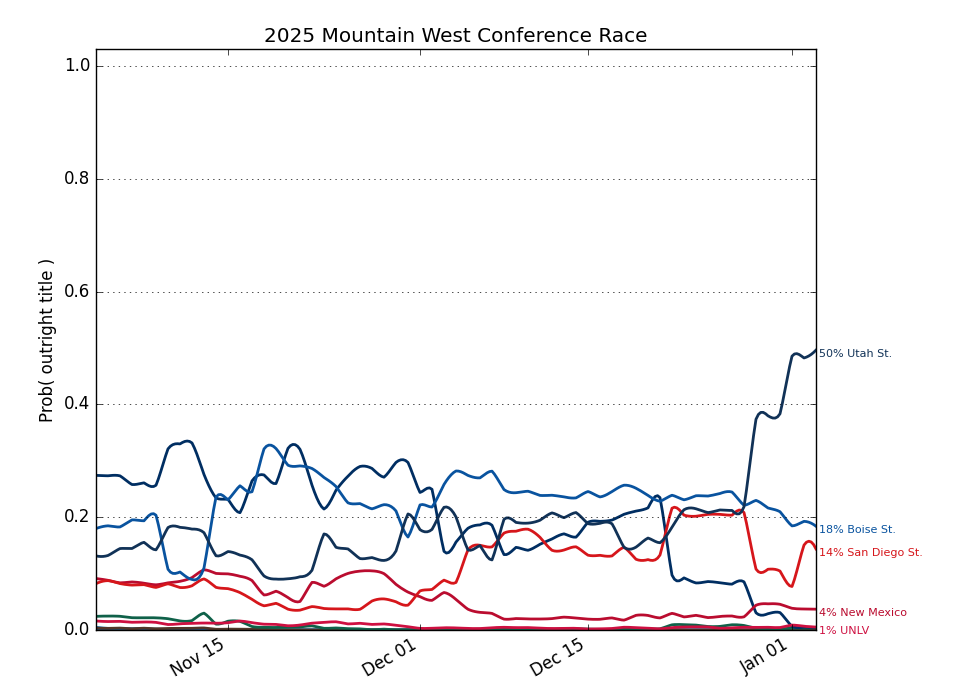 2025 Mountain West Conference Race
Prob( outright title )
1.0
0.8
0.6
0.4
0.2
0.0
50% Utah St.
18% Boise St.
14% San Diego St.
4% New Mexico
1% UNLV
Nov 15
Dec 01
Dec 15
Jan 01